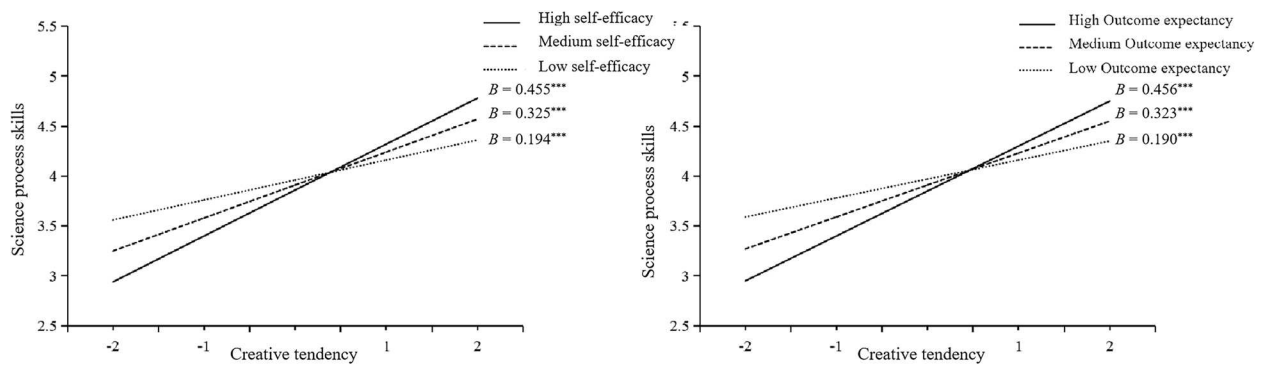 5.5
5
4.5
4
3.5
3
2.5
Science process skills
High self-efficacy
Medium self-efficacy
Low self-efficacy
B = 0.455***
B = 0.325***
B = 0.194***
-2
-1
1
2
Creative tendency
5
4.5
4
3.5
3
2.5
Science process skills
High Outcome expectancy
Medium Outcome expectancy
Low Outcome expectancy
B = 0.456***
B = 0.323***
B = 0.190***
-2
-1
1
2
Creative tendency